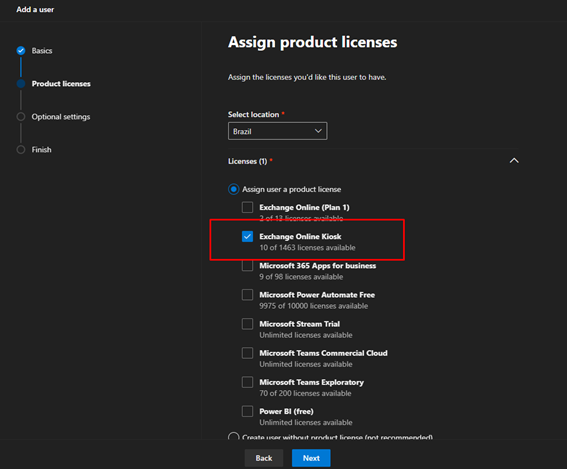 Add a user
Basics
Product licenses
Optional settings
Finish
Assign product licenses
Assign the licenses you'd like this user to have.
Select location *
Brazil
Licenses (1) *
Assign user a product license
Exchange Online (Plan 1)
2 of 13 licenses available
Exchange Online Kiosk
10 of 1463 licenses available
Microsoft 365 Apps for business
9 of 98 licenses available
Microsoft Power Automate Free
9975 of 10000 licenses available
Microsoft Stream Trial
Unlimited licenses available
Microsoft Teams Commercial Cloud
Unlimited licenses available
Microsoft Teams Exploratory
70 of 200 licenses available
Power BI (free)
Unlimited licenses available
Create user without product license (not recommended)
Back
Next